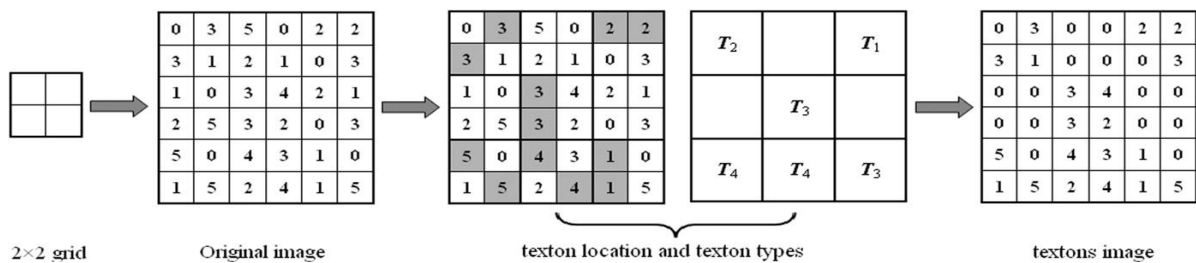 0 3 5 0 2 2
3 1 2 1 0 3
1 0 3 4 2 1
2 5 3 2 0 3
5 0 4 3 1 0
1 5 2 4 1 5
0 3 5 0 2 2
3 1 2 1 0 3
1 0 3 4 2 1
2 5 3 2 0 3
5 0 4 3 1 0
1 5 2 4 1 5
T2 T1
T3
T4 T4 T3
0 3 0 0 2 2
3 1 0 0 0 3
0 0 3 4 0 0
0 0 3 2 0 0
5 0 4 3 1 0
1 5 2 4 1 5
2×2 grid
Original image
texton location and texton types
textons image